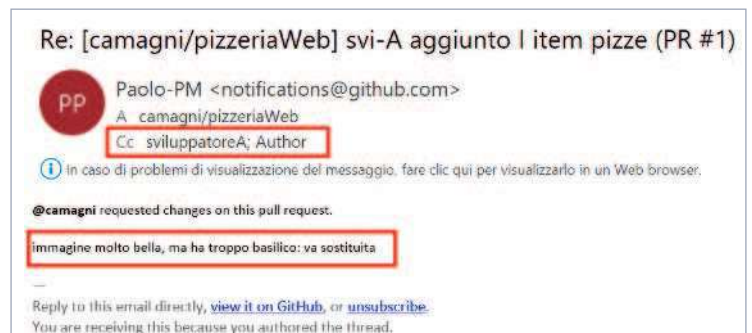 Re: [camagni/pizzeriaWeb] svi-A aggiunto I item pizze (PR #1)
PP
Paolo-PM <notifications@github.com>
A camagni/pizzeriaWeb
Cc sviluppatoreA; Author
i In caso di problemi di visualizzazione del messaggio, fare clic qui per visualizzarlo in un Web browser.
@camagni requested changes on this pull request.
immagine molto bella, ma ha troppo basilico: va sostituita
—
Reply to this email directly, view it on GitHub, or unsubscribe.
You are receiving this because you authored the thread.